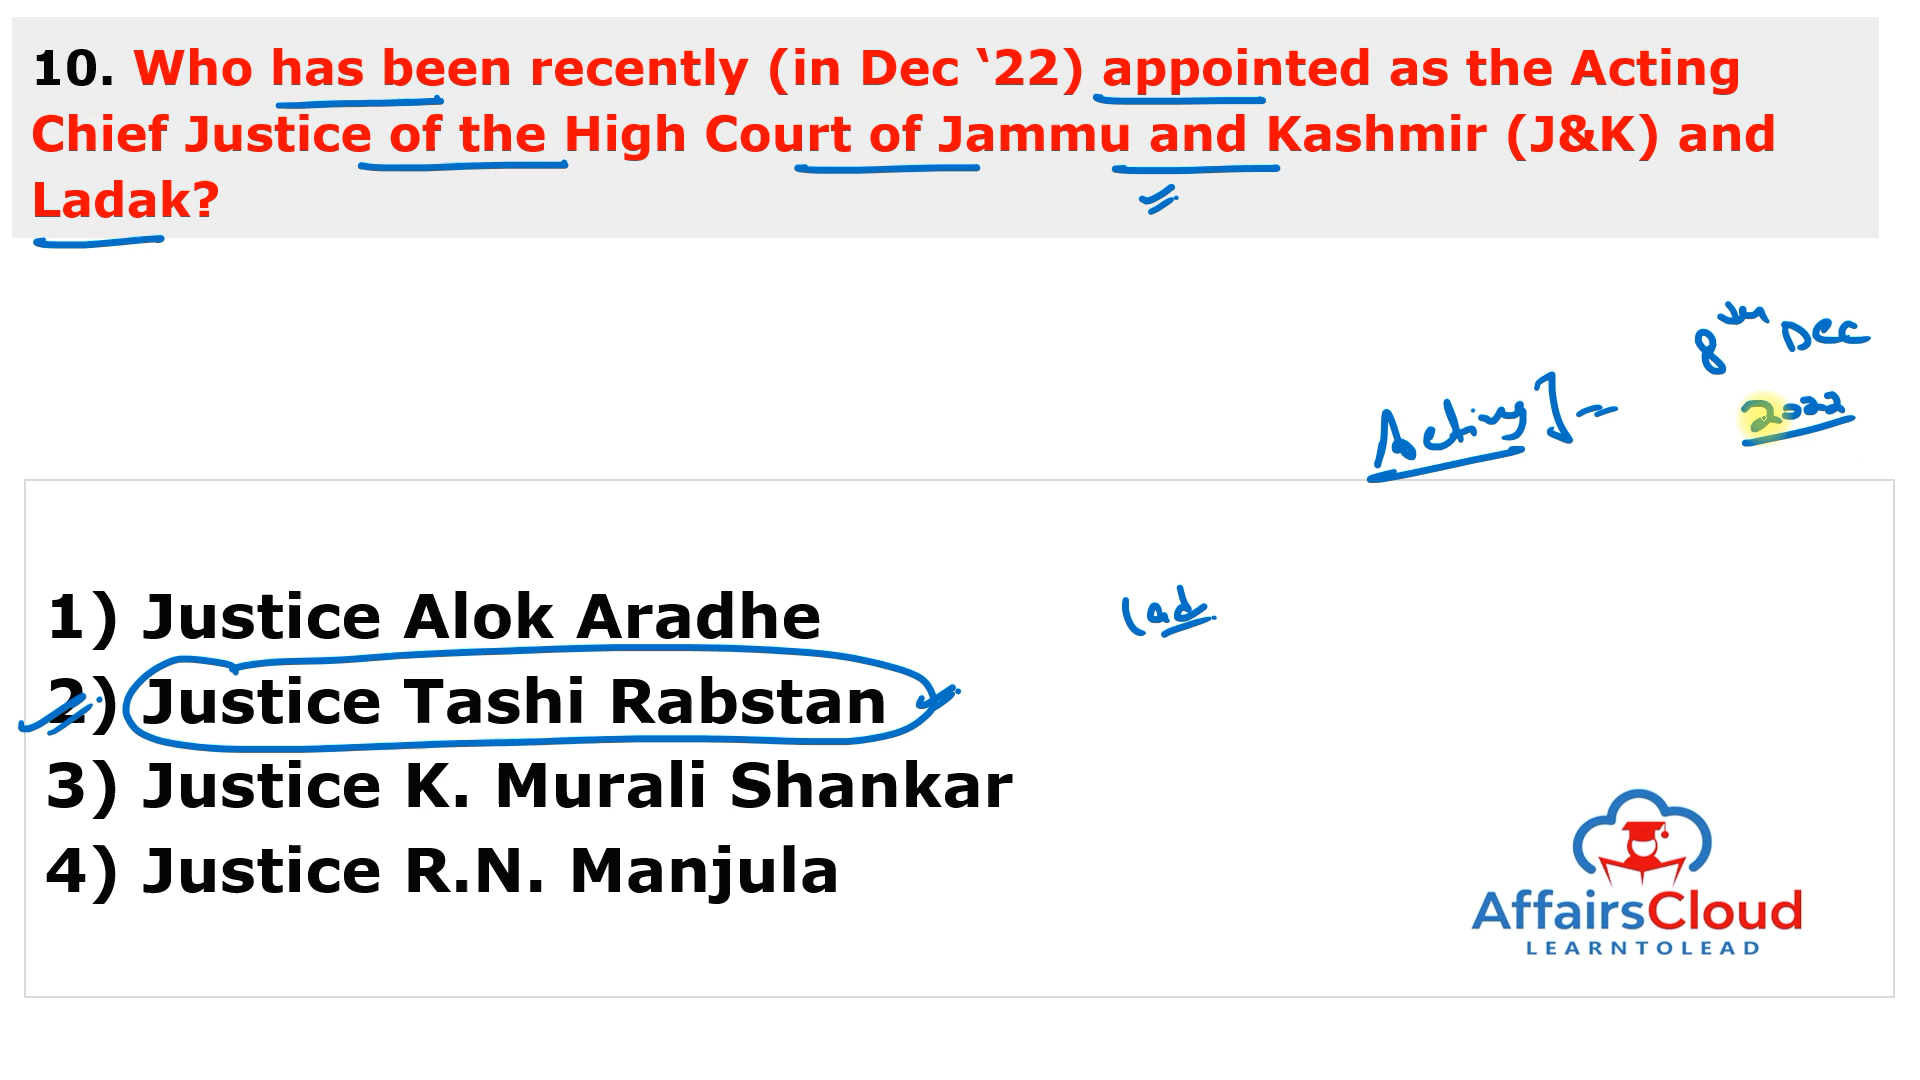 10. Who has been recently (in Dec ‘22) appointed as the Acting
Chief Justice of the High Court of Jammu and Kashmir (J&K) and
Ladak?
8th Dec
2022
Acting]-
1) Justice Alok Aradhe
lad
2) Justice Tashi Rabstan
3) Justice K. Murali Shankar
4) Justice R.N. Manjula
AffairsCloud
LEARNTOLEAD